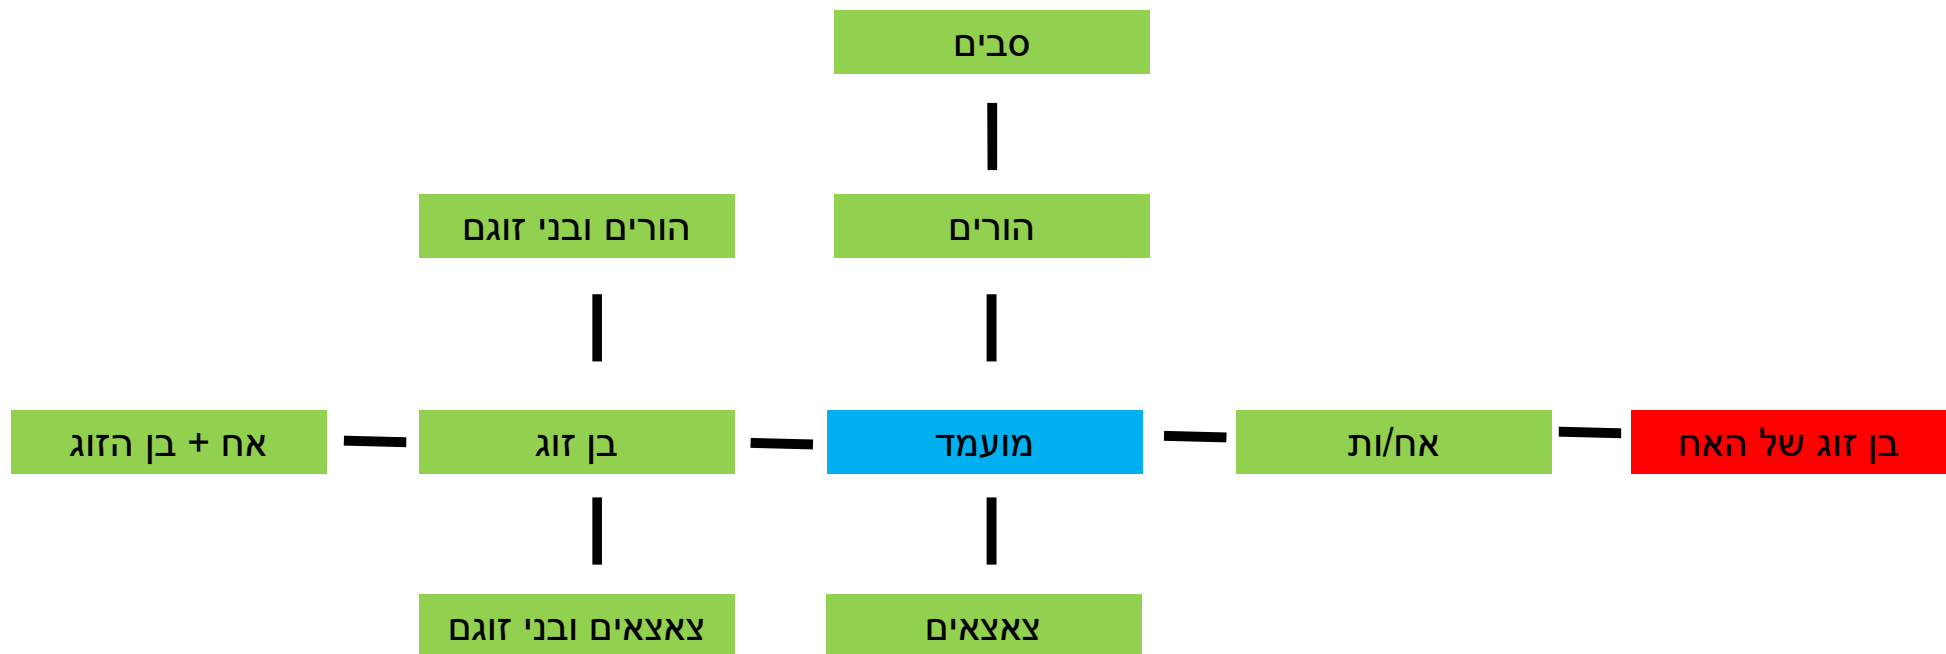 סבים
הורים
הורים ובני זוגם
בן זוג של האח
אח/ות
מועמד
בן זוג
אח + בן הזוג
צאצאים
צאצאים ובני זוגם